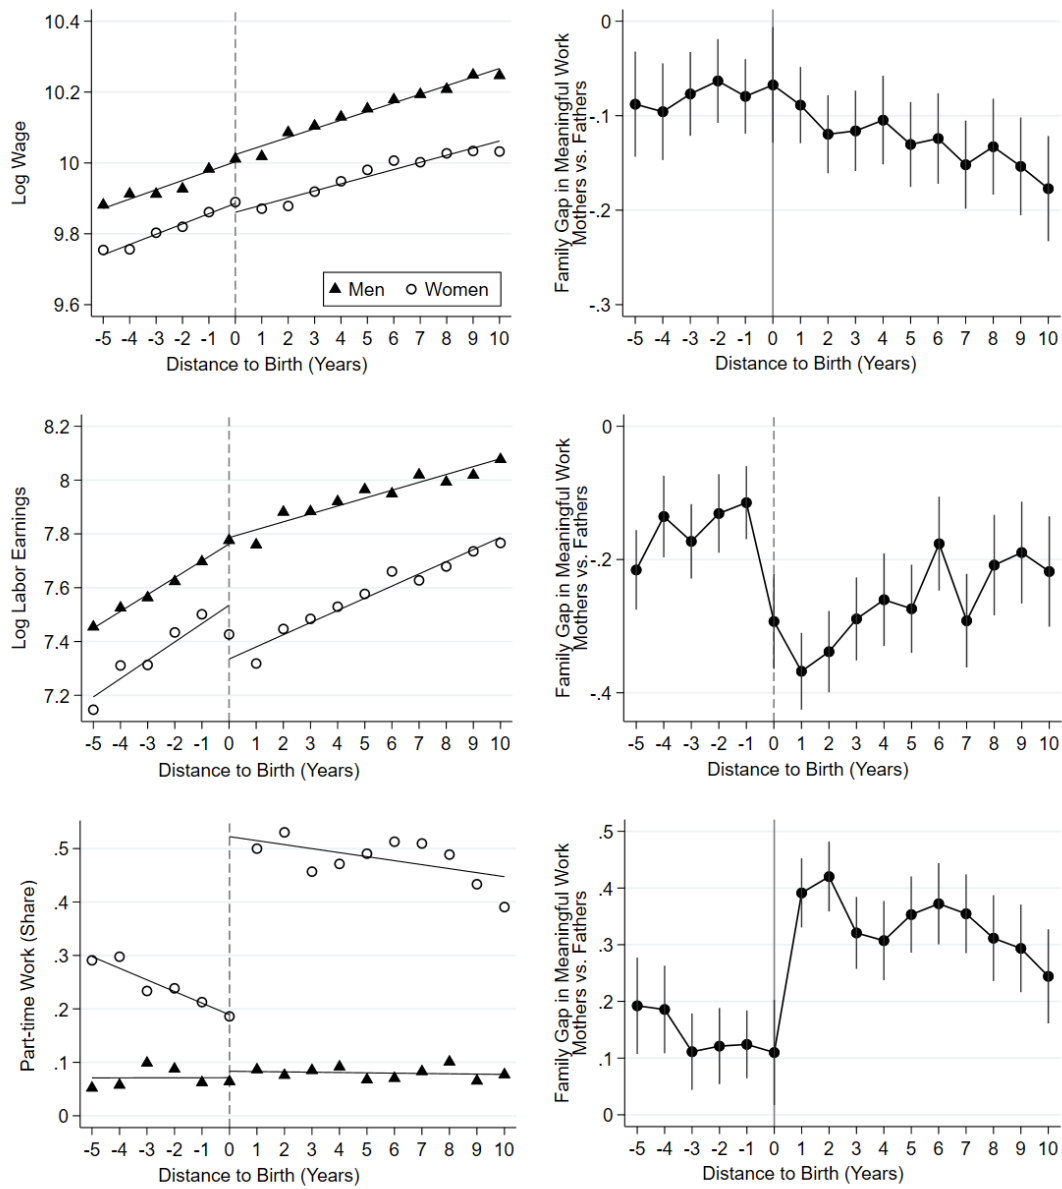 Log Wage
10.4
10.2
10.0
9.8
9.6
Men Women
-5 -4 -3 -2 -1 0 1 2 3 4 5 6 7 8 9 10
Distance to Birth (Years)
Family Gap in Meaningful Work
Mothers vs. Fathers
0
-.1
-.2
-.3
-5 -4 -3 -2 -1 0 1 2 3 4 5 6 7 8 9 10
Distance to Birth (Years)
Log Labor Earnings
8.2
8
7.8
7.6
7.4
7.2
-5 -4 -3 -2 -1 0 1 2 3 4 5 6 7 8 9 10
Distance to Birth (Years)
Family Gap in Meaningful Work
Mothers vs. Fathers
0
-.2
-.4
-5 -4 -3 -2 -1 0 1 2 3 4 5 6 7 8 9 10
Distance to Birth (Years)
Part-time Work (Share)
.5
.4
.3
.2
.1
0
-5 -4 -3 -2 -1 0 1 2 3 4 5 6 7 8 9 10
Distance to Birth (Years)
Family Gap in Meaningful Work
Mothers vs. Fathers
.5
.4
.3
.2
.1
0
-5 -4 -3 -2 -1 0 1 2 3 4 5 6 7 8 9 10
Distance to Birth (Years)